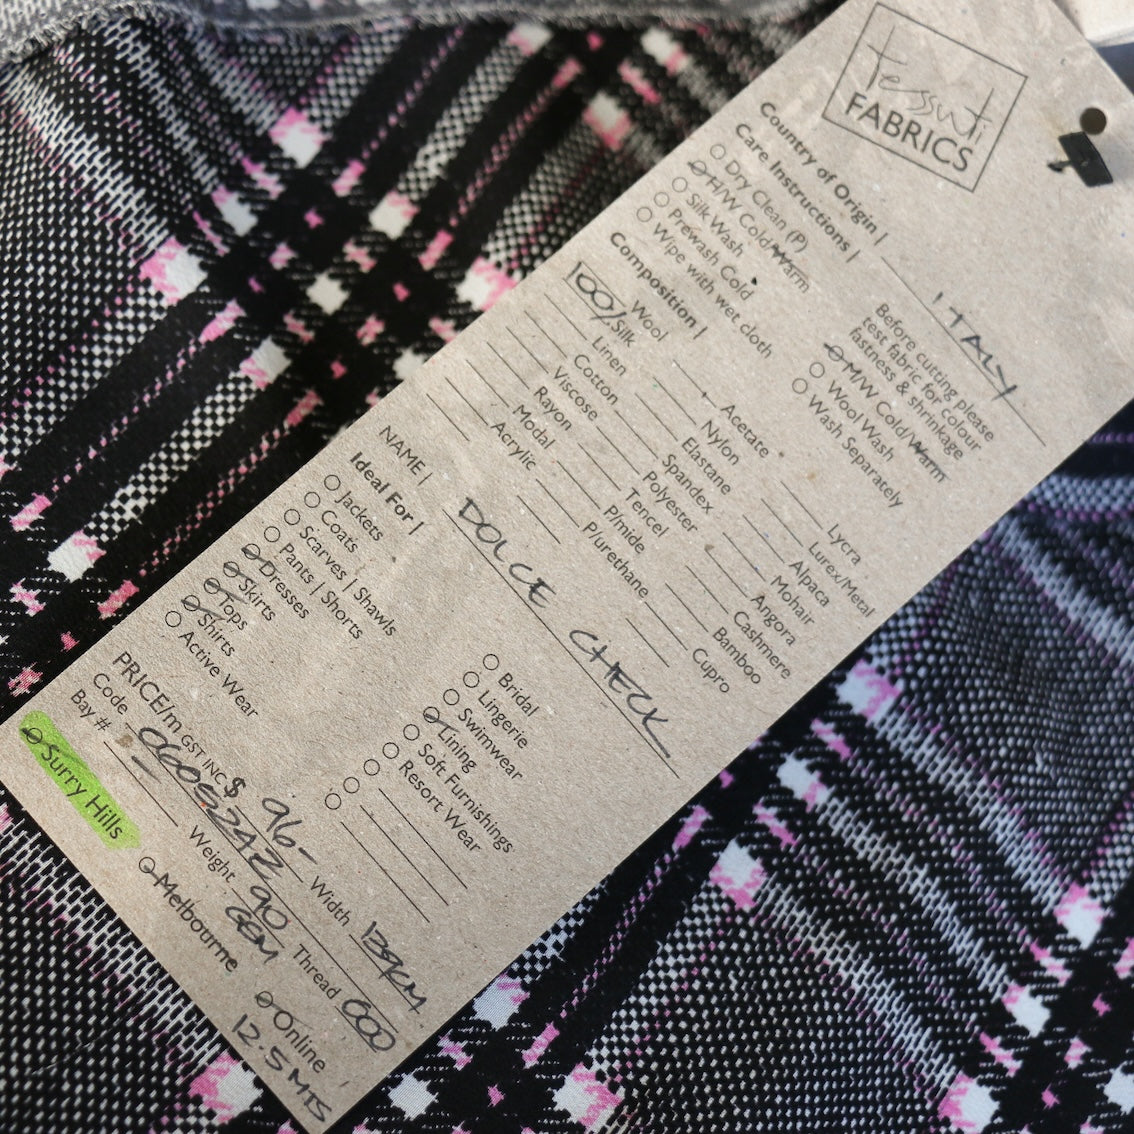 Tessuti
FABRICS
Country of Origin | ITALY
Care Instructions |
Dry Clean (P)
H/W Cold/Warm
Silk Wash
Prewash Cold
Wipe with wet cloth
Before cutting please
test fabric for colour
fastness & shrinkage
M/W Cold/Warm
Wool Wash
Wash Separately
Composition |
Wool
100/ Silk
Linen
Cotton
Viscose
Rayon
Modal
Acrylic
Acetate
Nylon
Elastane
Spandex
Polyester
Tencel
P/mide
P/urethane
Lycra
Lurex/Metal
Alpaca
Mohair
Angora
Cashmere
Bamboo
Cupro
NAME | DOLCE CHECK
Ideal For |
Jackets
Coats
Scarves | Shawls
Pants | Shorts
Dresses
Skirts
Tops
Shirts
Active Wear
Bridal
Lingerie
Swimwear
Lining
Soft Furnishings
Resort Wear
PRICE/m GST INC $ 96-
Code Width
Bay # Weight 90 GSM Thread
Surry Hills
Melbourne
Online
12.5 MTS